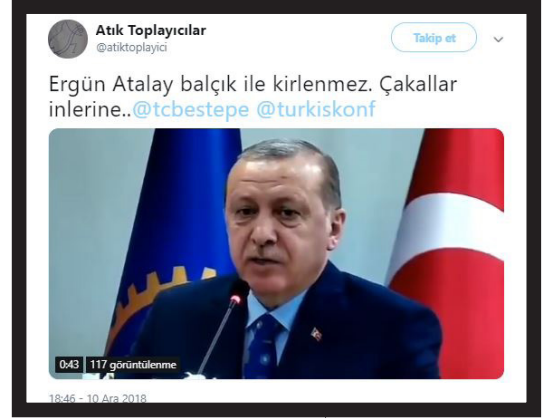 Atık Toplayıcılar
@atiktoplayici
Takip et
Ergün Atalay balçık ile kirlenmez. Çakallar
inlerine..@tcbestepe @turkiskonf
0:43 117 görüntülenme
18:46 - 10 Ara 2018